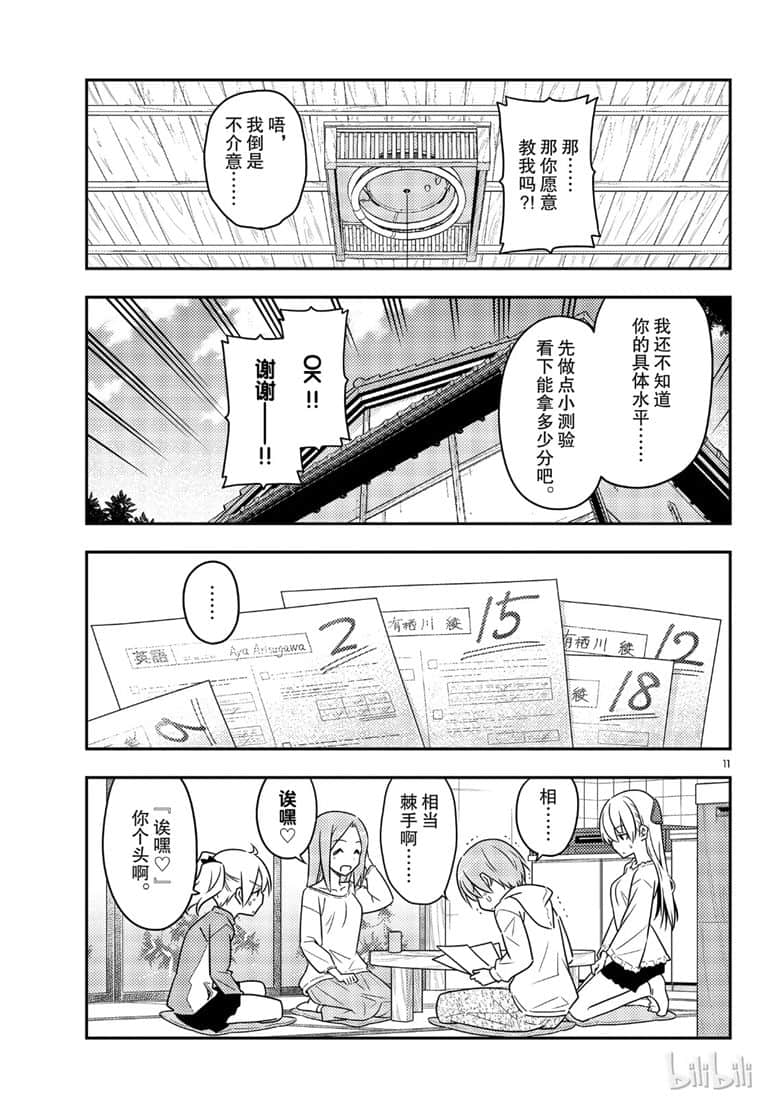 那……
那你愿意
教我吗?!
唔，
我倒是
不介意……
我还不知道
你的具体水平……
先做点小测验
看下能拿多少分吧。
OK!!
谢谢——!!
……
英語
Aya Arisugawa
2
有栖川 綾
15
有栖川 綾
12
18
9
11
相……
相当
棘手啊……
诶嘿♡
『诶嘿♡』
你个头啊。
bilibili